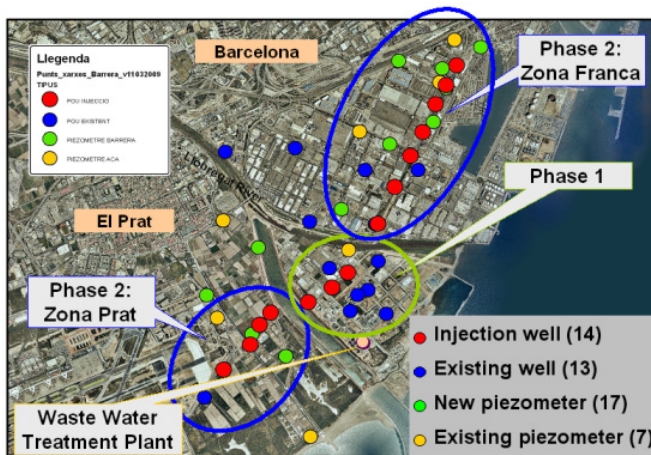 Barcelona
Phase 2:
Zona Franca
Llegenda
Punts_xarxes_Barrera_v11032009
TIPUS
POU INJECCIO
POU EXISTENT
PIEZOMETRE BARRERA
PIEZOMETRE ACA
Llobregat River
Phase 1
El Prat
Phase 2:
Zona Prat
Injection well (14)
Existing well (13)
New piezometer (17)
Existing piezometer (7)
Waste Water
Treatment Plant